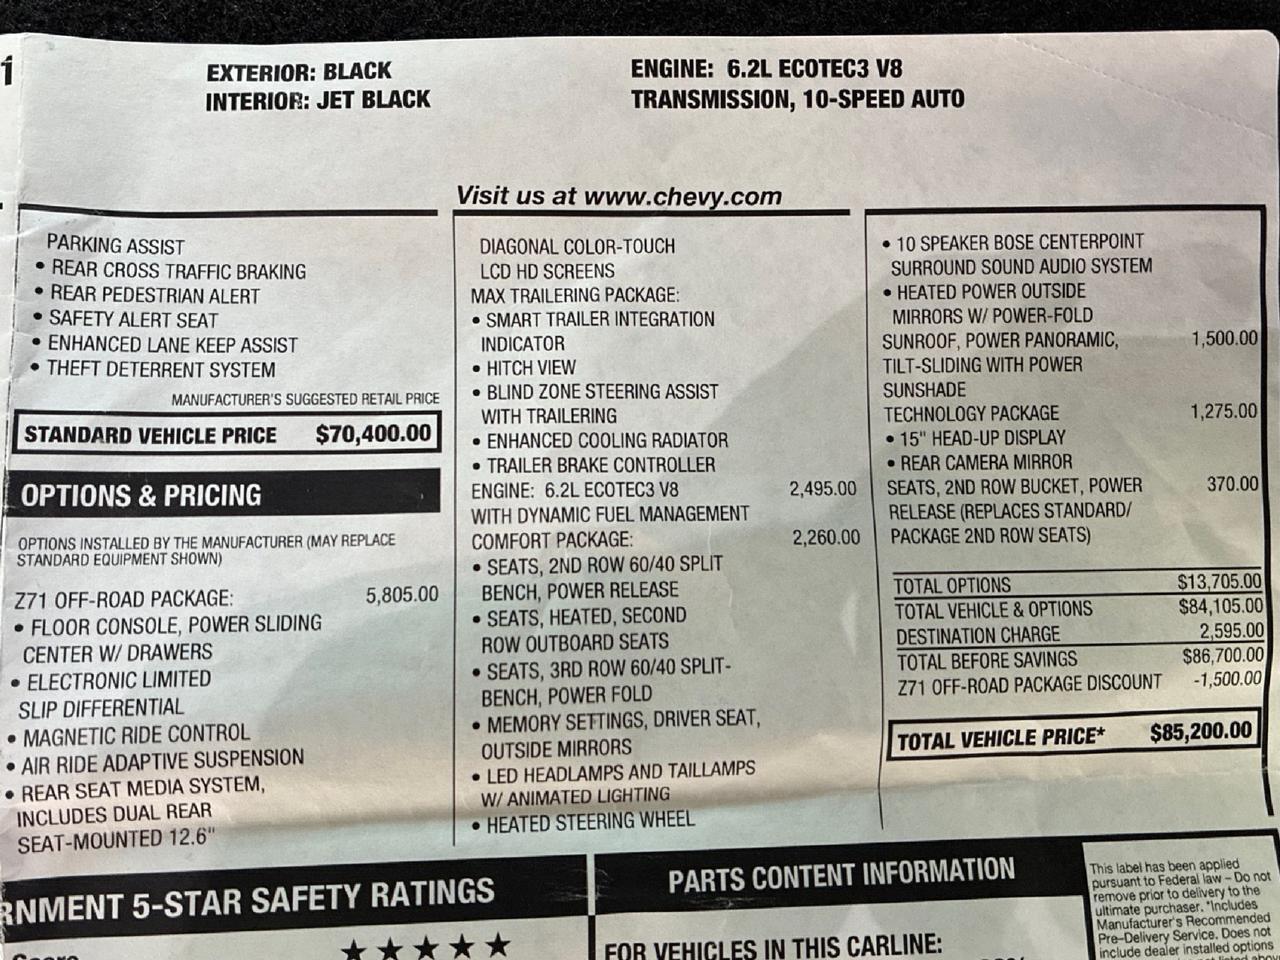 1
EXTERIOR: BLACK
INTERIOR: JET BLACK
ENGINE: 6.2L ECOTEC3 V8
TRANSMISSION, 10-SPEED AUTO
Visit us at www.chevy.com
PARKING ASSIST
• REAR CROSS TRAFFIC BRAKING
• REAR PEDESTRIAN ALERT
• SAFETY ALERT SEAT
• ENHANCED LANE KEEP ASSIST
• THEFT DETERRENT SYSTEM
MANUFACTURER'S SUGGESTED RETAIL PRICE
STANDARD VEHICLE PRICE $70,400.00
OPTIONS & PRICING
OPTIONS INSTALLED BY THE MANUFACTURER (MAY REPLACE
STANDARD EQUIPMENT SHOWN)
Z71 OFF-ROAD PACKAGE: 5,805.00
• FLOOR CONSOLE, POWER SLIDING
CENTER W/ DRAWERS
• ELECTRONIC LIMITED
SLIP DIFFERENTIAL
• MAGNETIC RIDE CONTROL
• AIR RIDE ADAPTIVE SUSPENSION
• REAR SEAT MEDIA SYSTEM,
INCLUDES DUAL REAR
SEAT-MOUNTED 12.6"
DIAGONAL COLOR-TOUCH
LCD HD SCREENS
MAX TRAILERING PACKAGE:
• SMART TRAILER INTEGRATION
INDICATOR
• HITCH VIEW
• BLIND ZONE STEERING ASSIST
WITH TRAILERING
• ENHANCED COOLING RADIATOR
• TRAILER BRAKE CONTROLLER
ENGINE: 6.2L ECOTEC3 V8 2,495.00
WITH DYNAMIC FUEL MANAGEMENT
COMFORT PACKAGE: 2,260.00
• SEATS, 2ND ROW 60/40 SPLIT
BENCH, POWER RELEASE
• SEATS, HEATED, SECOND
ROW OUTBOARD SEATS
• SEATS, 3RD ROW 60/40 SPLIT-
BENCH, POWER FOLD
• MEMORY SETTINGS, DRIVER SEAT,
OUTSIDE MIRRORS
• LED HEADLAMPS AND TAILLAMPS
W/ ANIMATED LIGHTING
• HEATED STEERING WHEEL
• 10 SPEAKER BOSE CENTERPOINT
SURROUND SOUND AUDIO SYSTEM
• HEATED POWER OUTSIDE
MIRRORS W/ POWER-FOLD
SUNROOF, POWER PANORAMIC, 1,500.00
TILT-SLIDING WITH POWER
SUNSHADE
TECHNOLOGY PACKAGE 1,275.00
• 15" HEAD-UP DISPLAY
• REAR CAMERA MIRROR
SEATS, 2ND ROW BUCKET, POWER 370.00
RELEASE (REPLACES STANDARD/
PACKAGE 2ND ROW SEATS)
TOTAL OPTIONS $13,705.00
TOTAL VEHICLE & OPTIONS $84,105.00
DESTINATION CHARGE 2,595.00
TOTAL BEFORE SAVINGS $86,700.00
Z71 OFF-ROAD PACKAGE DISCOUNT -1,500.00
TOTAL VEHICLE PRICE* $85,200.00
RNMENT 5-STAR SAFETY RATINGS
★ ★ ★ ★ ★
PARTS CONTENT INFORMATION
FOR VEHICLES IN THIS CARLINE:
This label has been applied
pursuant to Federal law – Do not
remove prior to delivery to the
ultimate purchaser. *Includes
Manufacturer's Recommended
Pre-Delivery Service. Does not
include dealer installed options